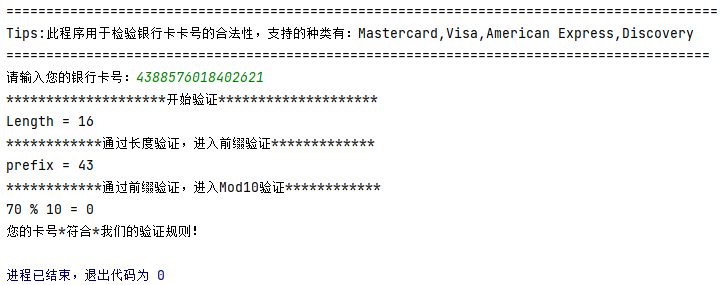 =========================================================================================
Tips:此程序用于检验银行卡卡号的合法性，支持的种类有：Mastercard,Visa,American Express,Discovery
========================================================================================
请输入您的银行卡号：4388576018402621
********************开始验证********************
Length = 16
************通过长度验证，进入前缀验证*************
prefix = 43
************通过前缀验证，进入Mod10验证************
70 % 10 = 0
您的卡号*符合*我们的验证规则！
进程已结束，退出代码为 0